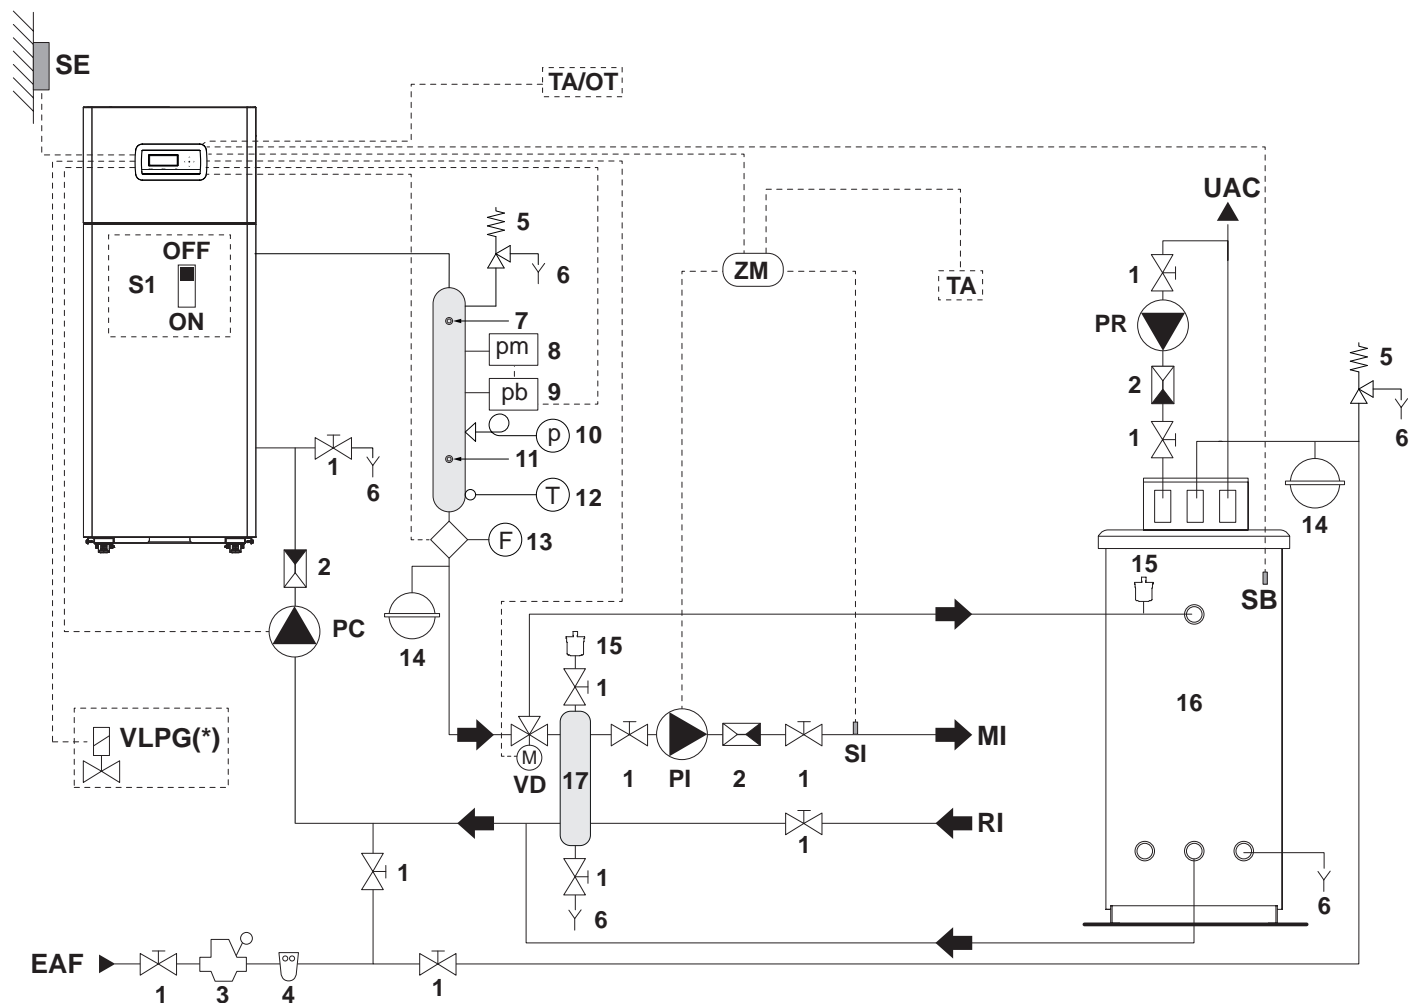 SE
TA/OT
UAC
5
OFF
S1
ON
6
ZM
TA
1
7
PR
pm 8
5
pb 9
2
p 10
1
1
6
6
11
T 12
14
F 13
2
15
SB
PC
14
15
1
16
VLPG(*)
M
VD
17
1
PI
2
1
SI
MI
RI
1
1
1
6
6
EAF
1
3
4
1